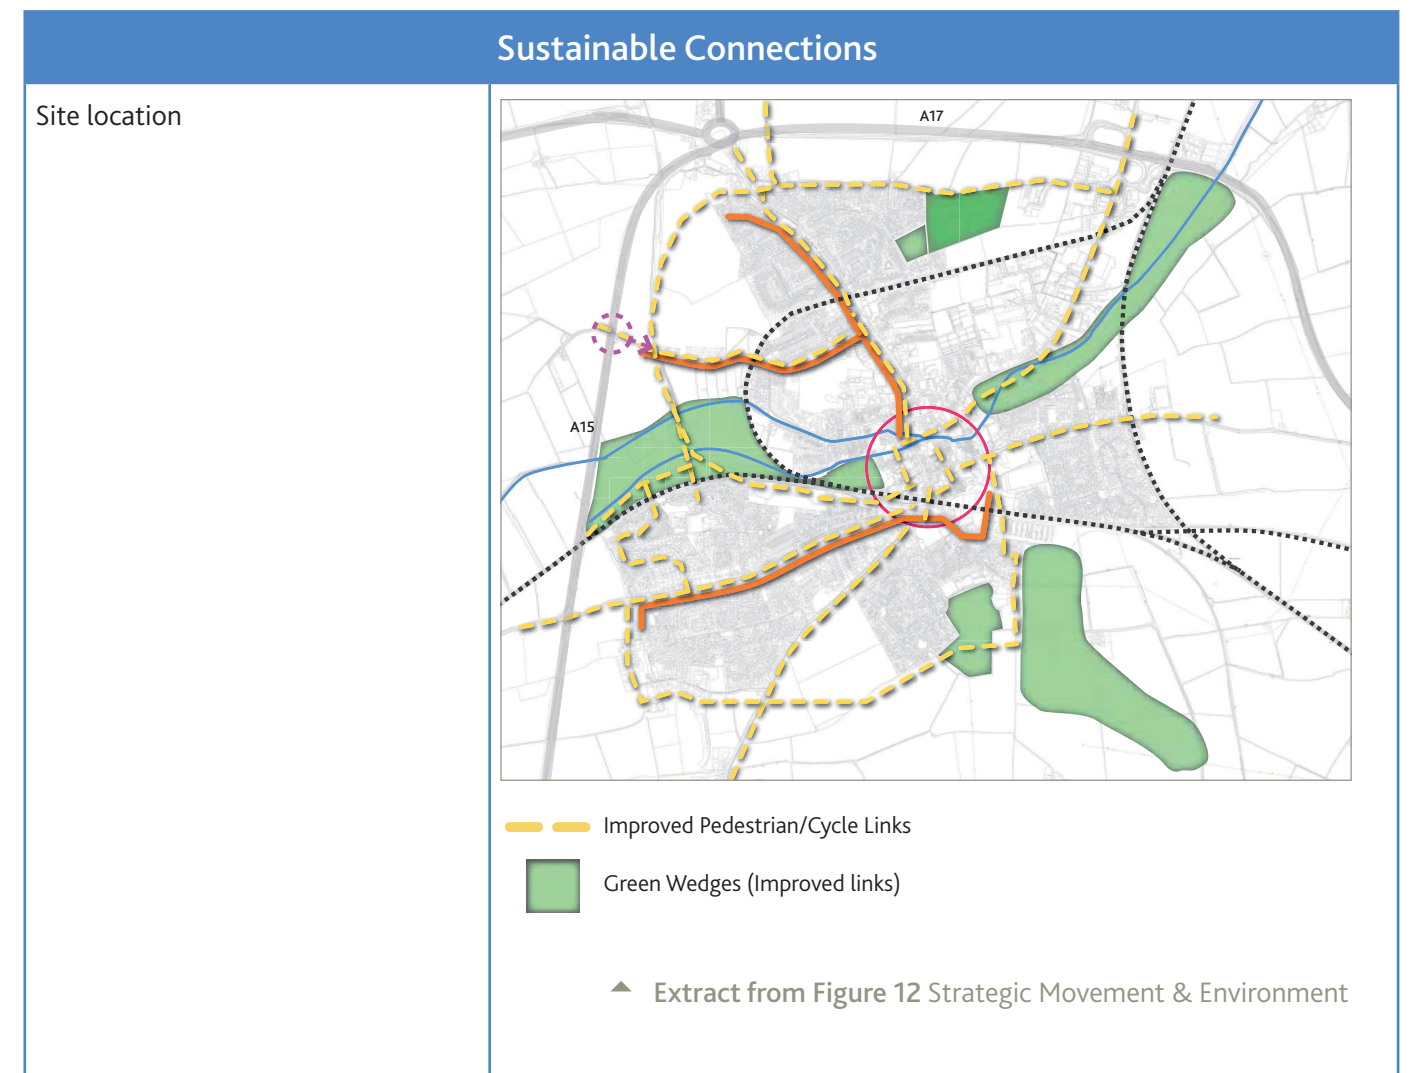 Sustainable Connections
Site location
A17
A15
Improved Pedestrian/Cycle Links
Green Wedges (Improved links)
Extract from Figure 12 Strategic Movement & Environment